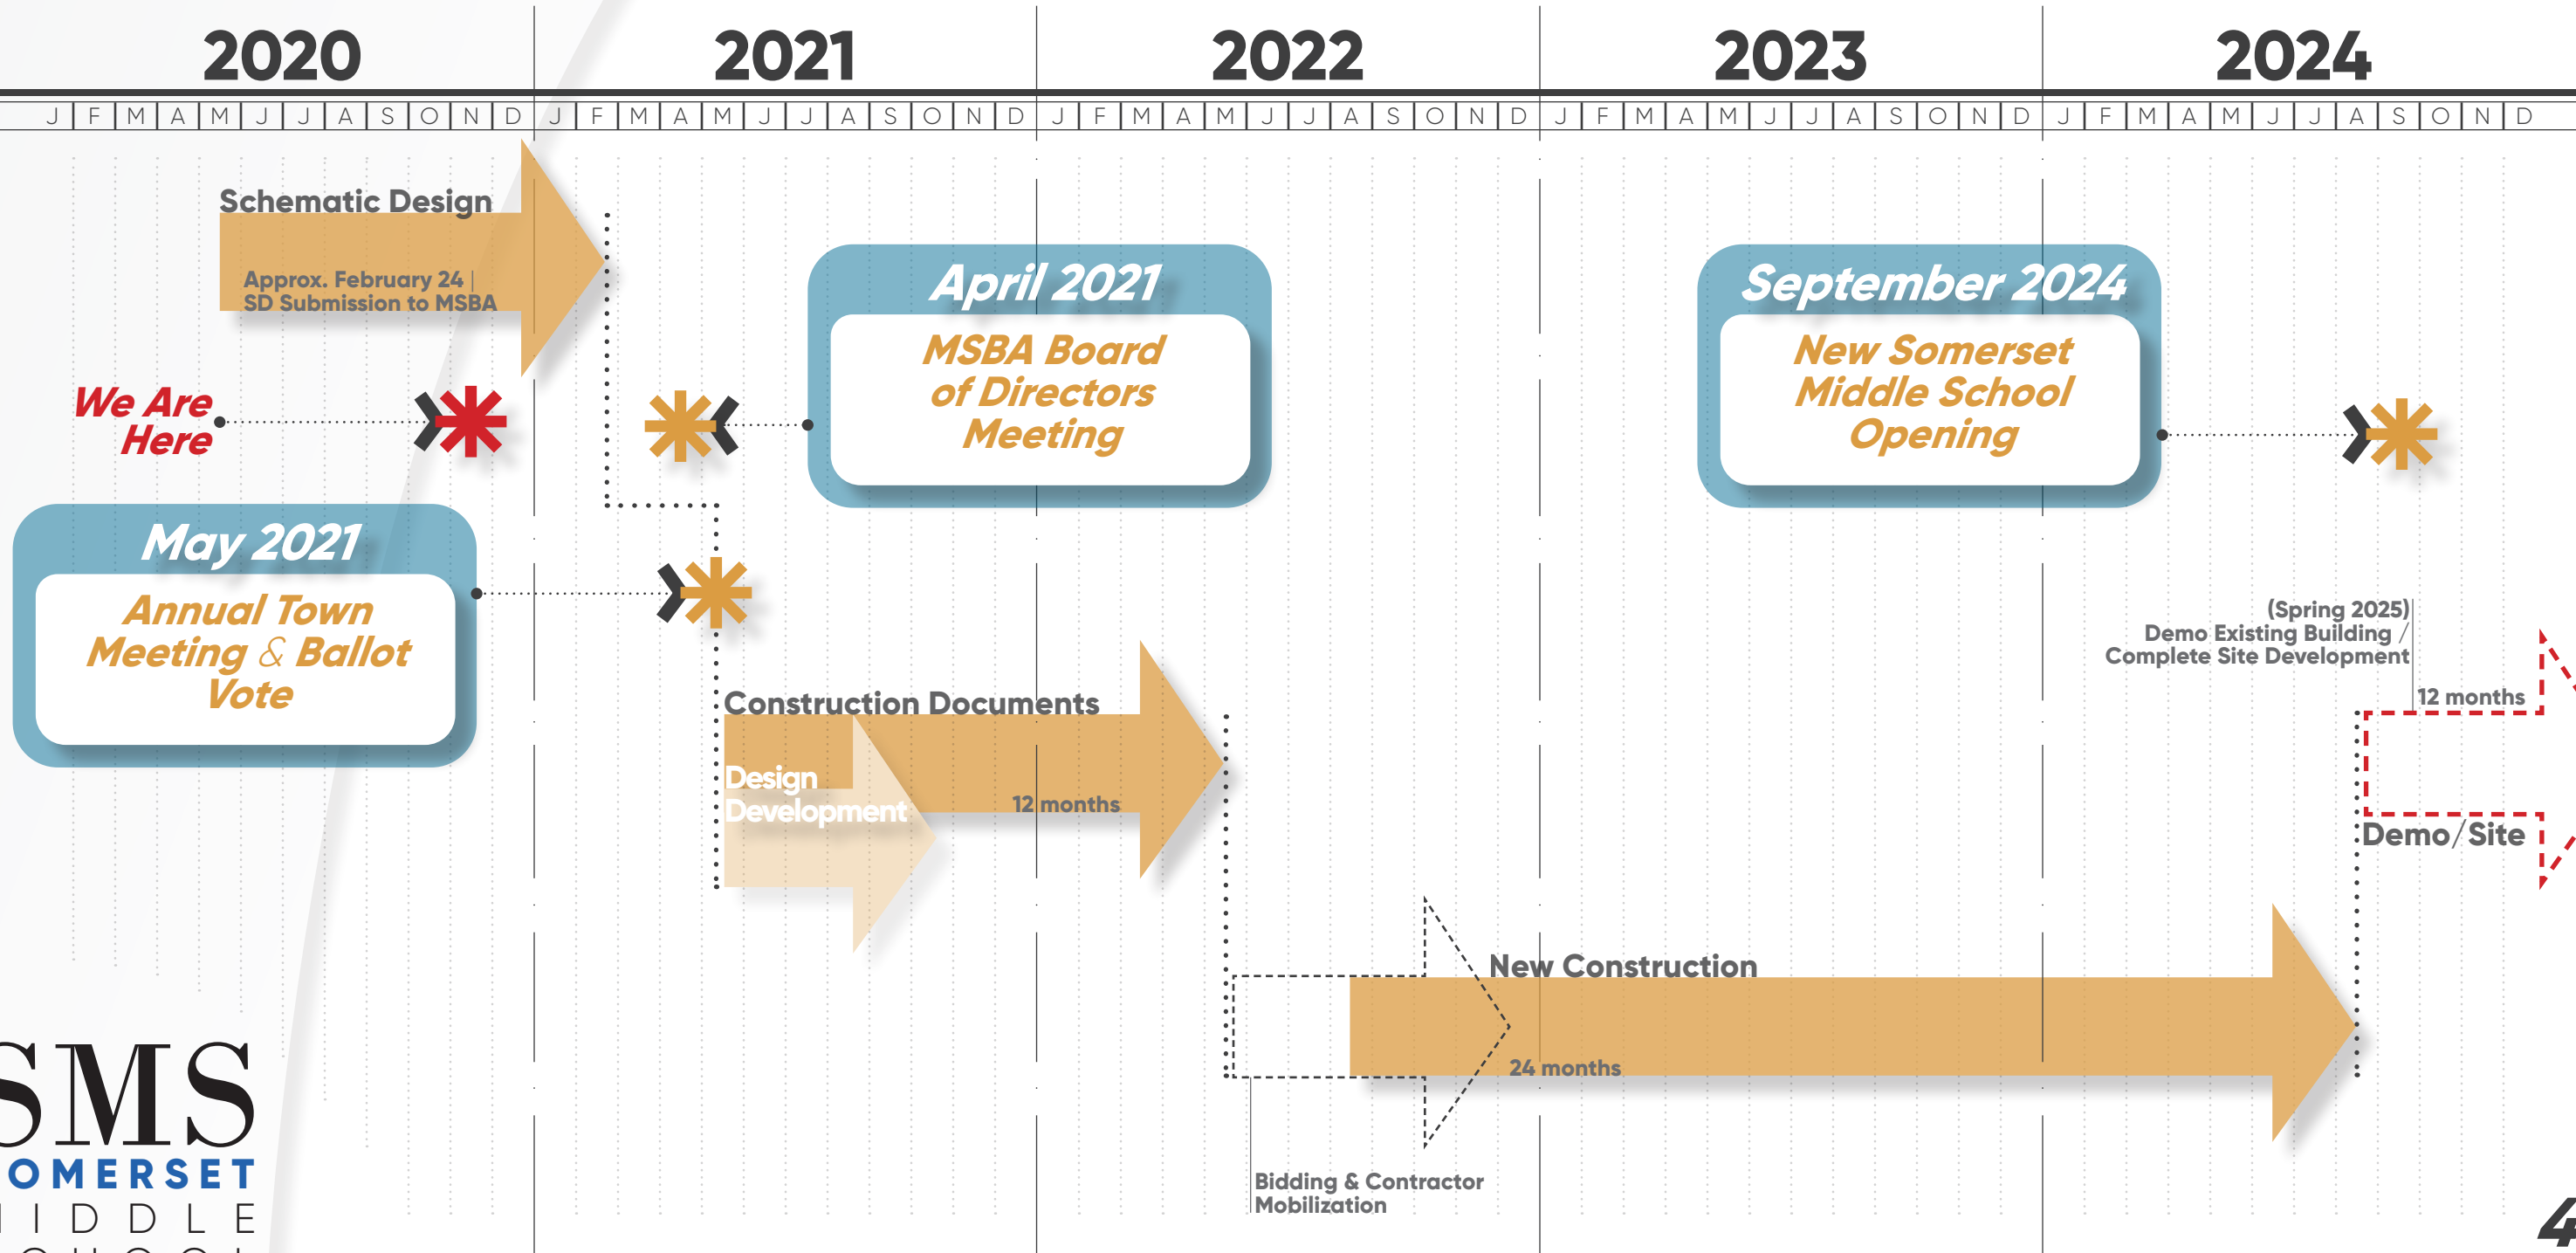 2020 2021 2022 2023 2024
J F M A M J J A S O N D J F M A M J J A S O N D J F M A M J J A S O N D J F M A M J J A S O N D J F M A M J J A S O N D
Schematic Design
Approx. February 24 |
SD Submission to MSBA
We Are
Here
April 2021
MSBA Board
of Directors
Meeting
September 2024
New Somerset
Middle School
Opening
May 2021
Annual Town
Meeting & Ballot
Vote
(Spring 2025)
Demo Existing Building /
Complete Site Development
12 months
Demo/Site
Construction Documents
Design
Development
12 months
New Construction
24 months
Bidding & Contractor
Mobilization
SMS
OMERSET
IDDLE
4